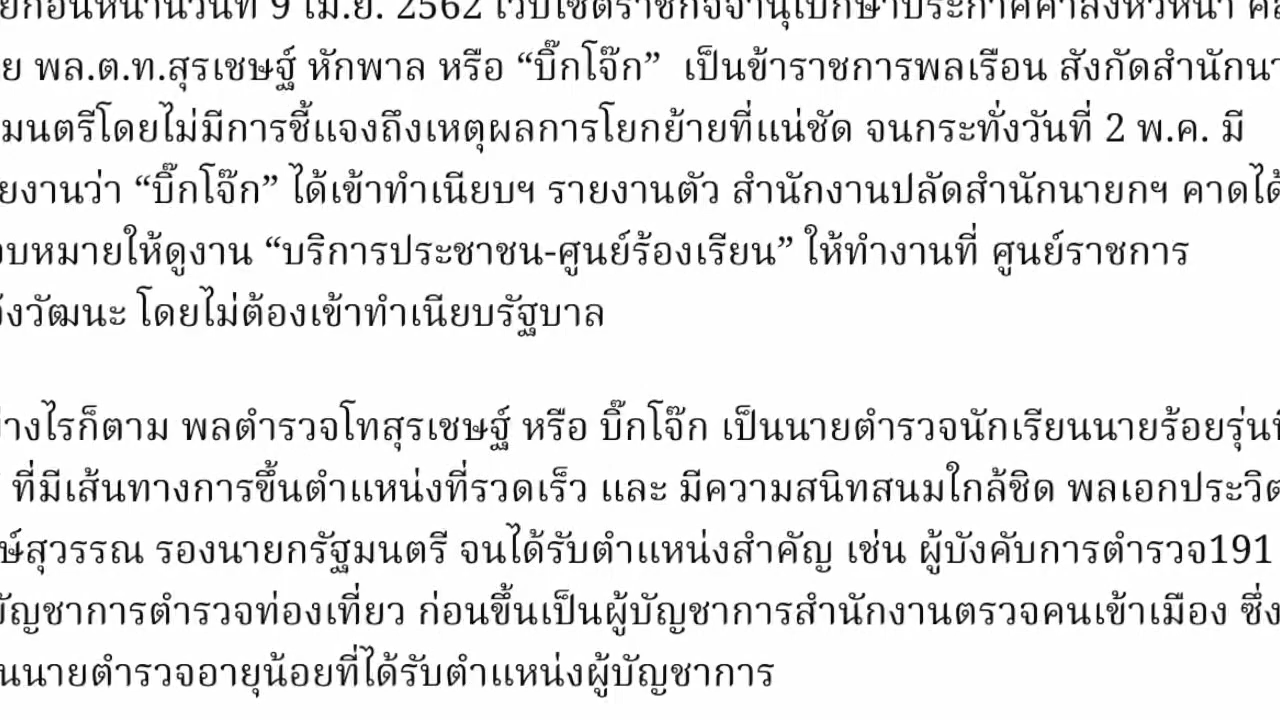 ยก่อนหน้านี้วันที่ 9 เม.ย. 2562 เว็บไซต์ราชกิจจานุเบกษาประกาศคำสั่งหัวหน้า
ย พล.ต.ท.สุรเชษฐ์ หักพาล หรือ “บิ๊กโจ๊ก” เป็นข้าราชการพลเรือน สังกัดสำนักนา
มนตรีโดยไม่มีการชี้แจงถึงเหตุผลการโยกย้ายที่แน่ชัด จนกระทั่งวันที่ 2 พ.ค. มี
ยงานว่า “บิ๊กโจ๊ก” ได้เข้าทำเนียบฯ รายงานตัว สำนักงานปลัดสำนักนายกฯ คาดได้
อบหมายให้ดูงาน “บริการประชาชน-ศูนย์ร้องเรียน” ให้ทำงานที่ ศูนย์ราชการ
จ้งวัฒนะ โดยไม่ต้องเข้าทำเนียบรัฐบาล
ย่างไรก็ตาม พลตำรวจโทสุรเชษฐ์ หรือ บิ๊กโจ๊ก เป็นนายตำรวจนักเรียนนายร้อยรุ่นที่
ที่มีเส้นทางการขึ้นตำแหน่งที่รวดเร็ว และ มีความสนิทสนมใกล้ชิด พลเอกประวิต
ษ์สุวรรณ รองนายกรัฐมนตรี จนได้รับตำแหน่งสำคัญ เช่น ผู้บังคับการตำรวจ191
บัญชาการตำรวจท่องเที่ยว ก่อนขึ้นเป็นผู้บัญชาการสำนักงานตรวจคนเข้าเมือง ซึ่ง
นนายตำรวจอายุน้อยที่ได้รับตำแหน่งผู้บัญชาการ